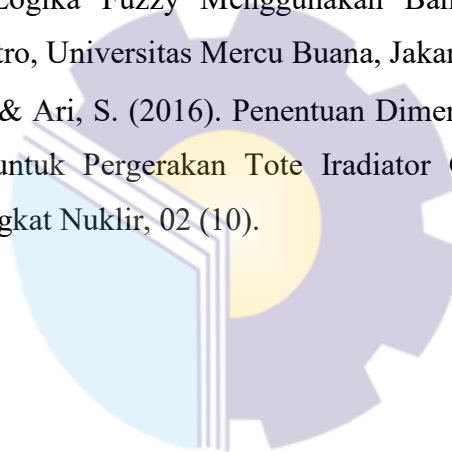 Logika Fuzzy Menggunakan Ban
tro, Universitas Mercu Buana, Jakar
& Ari, S. (2016). Penentuan Dimen
untuk Pergerakan Tote Iradiator
gkat Nuklir, 02 (10).